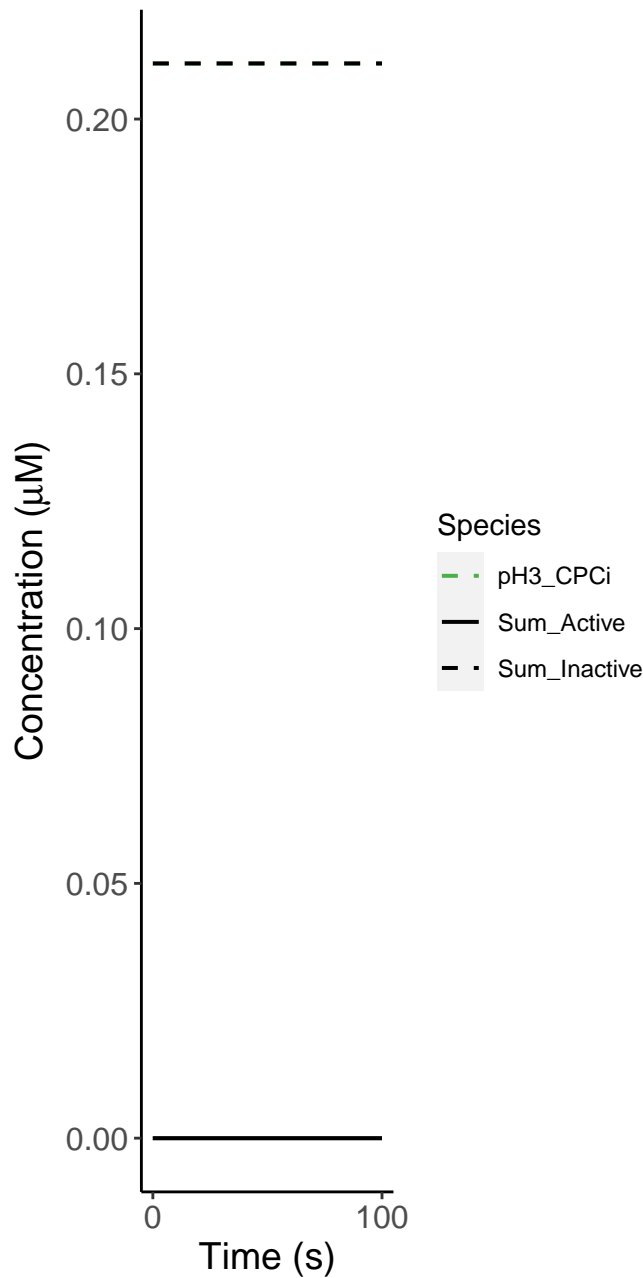 0.20
0.15
0.10
0.05
0.00
Concentration (μM)
0 100
Time (s)
Species
pH3_CPCi
Sum_Active
Sum_Inactive